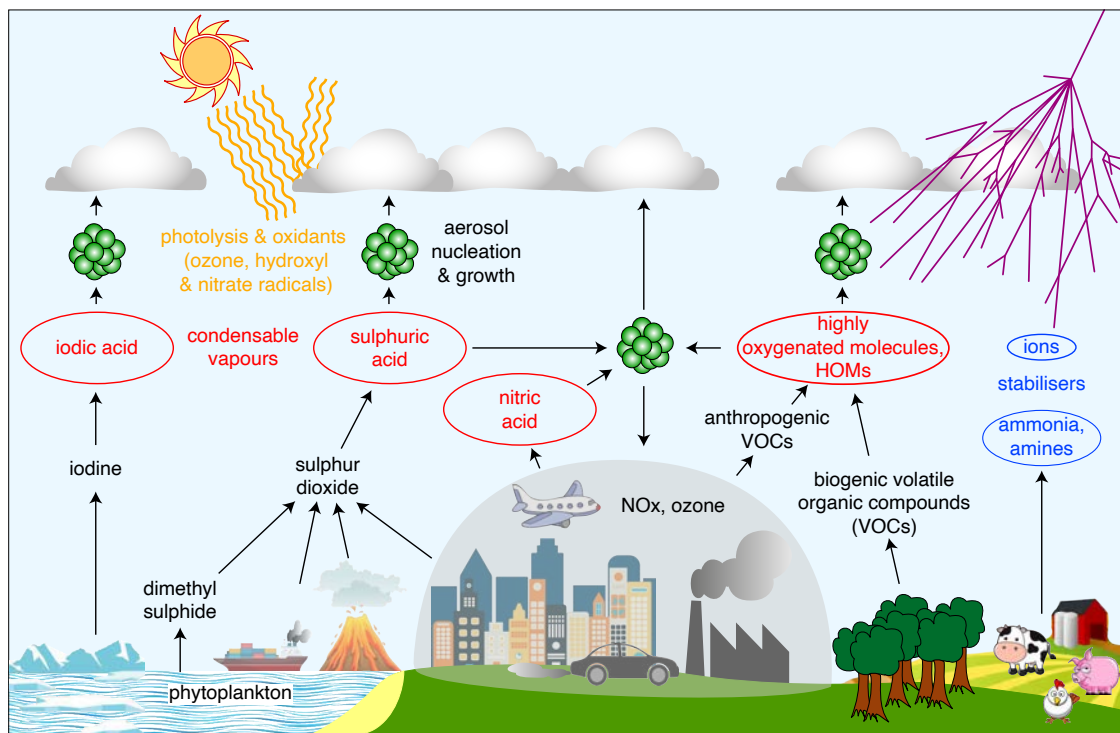 photolysis & oxidants
(ozone, hydroxyl
& nitrate radicals)
aerosol
nucleation
& growth
iodic acid
condensable
vapours
sulphuric
acid
highly
oxygenated molecules,
HOMs
ions
stabilisers
nitric
acid
anthropogenic
VOCs
ammonia,
amines
iodine
sulphur
dioxide
NOx, ozone
biogenic volatile
organic compounds
(VOCs)
dimethyl
sulphide
phytoplankton